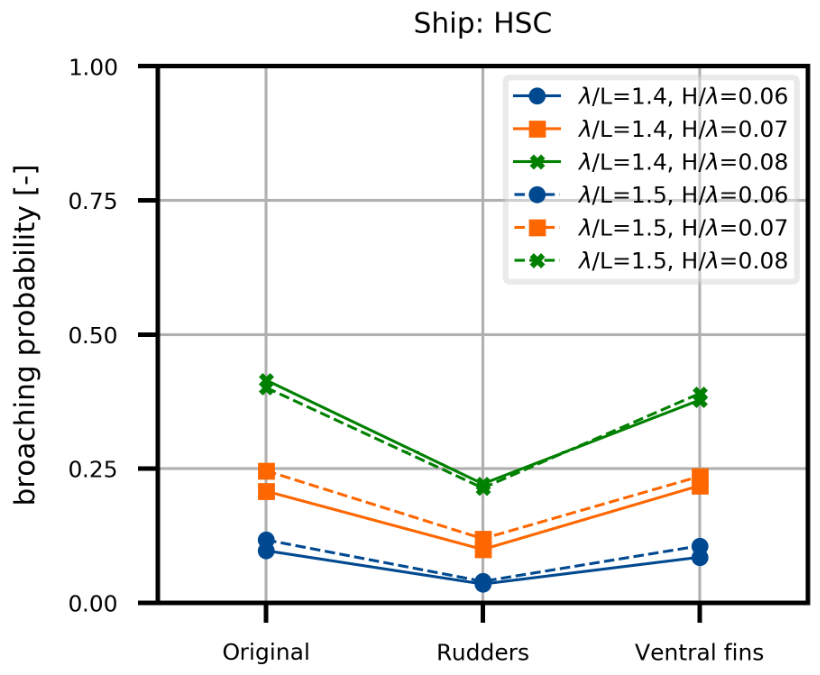 Ship: HSC
1.00
0.75
0.50
0.25
0.00
broaching probability [-]
λ/L=1.4, H/λ=0.06
λ/L=1.4, H/λ=0.07
λ/L=1.4, H/λ=0.08
λ/L=1.5, H/λ=0.06
λ/L=1.5, H/λ=0.07
λ/L=1.5, H/λ=0.08
Original
Rudders
Ventral fins